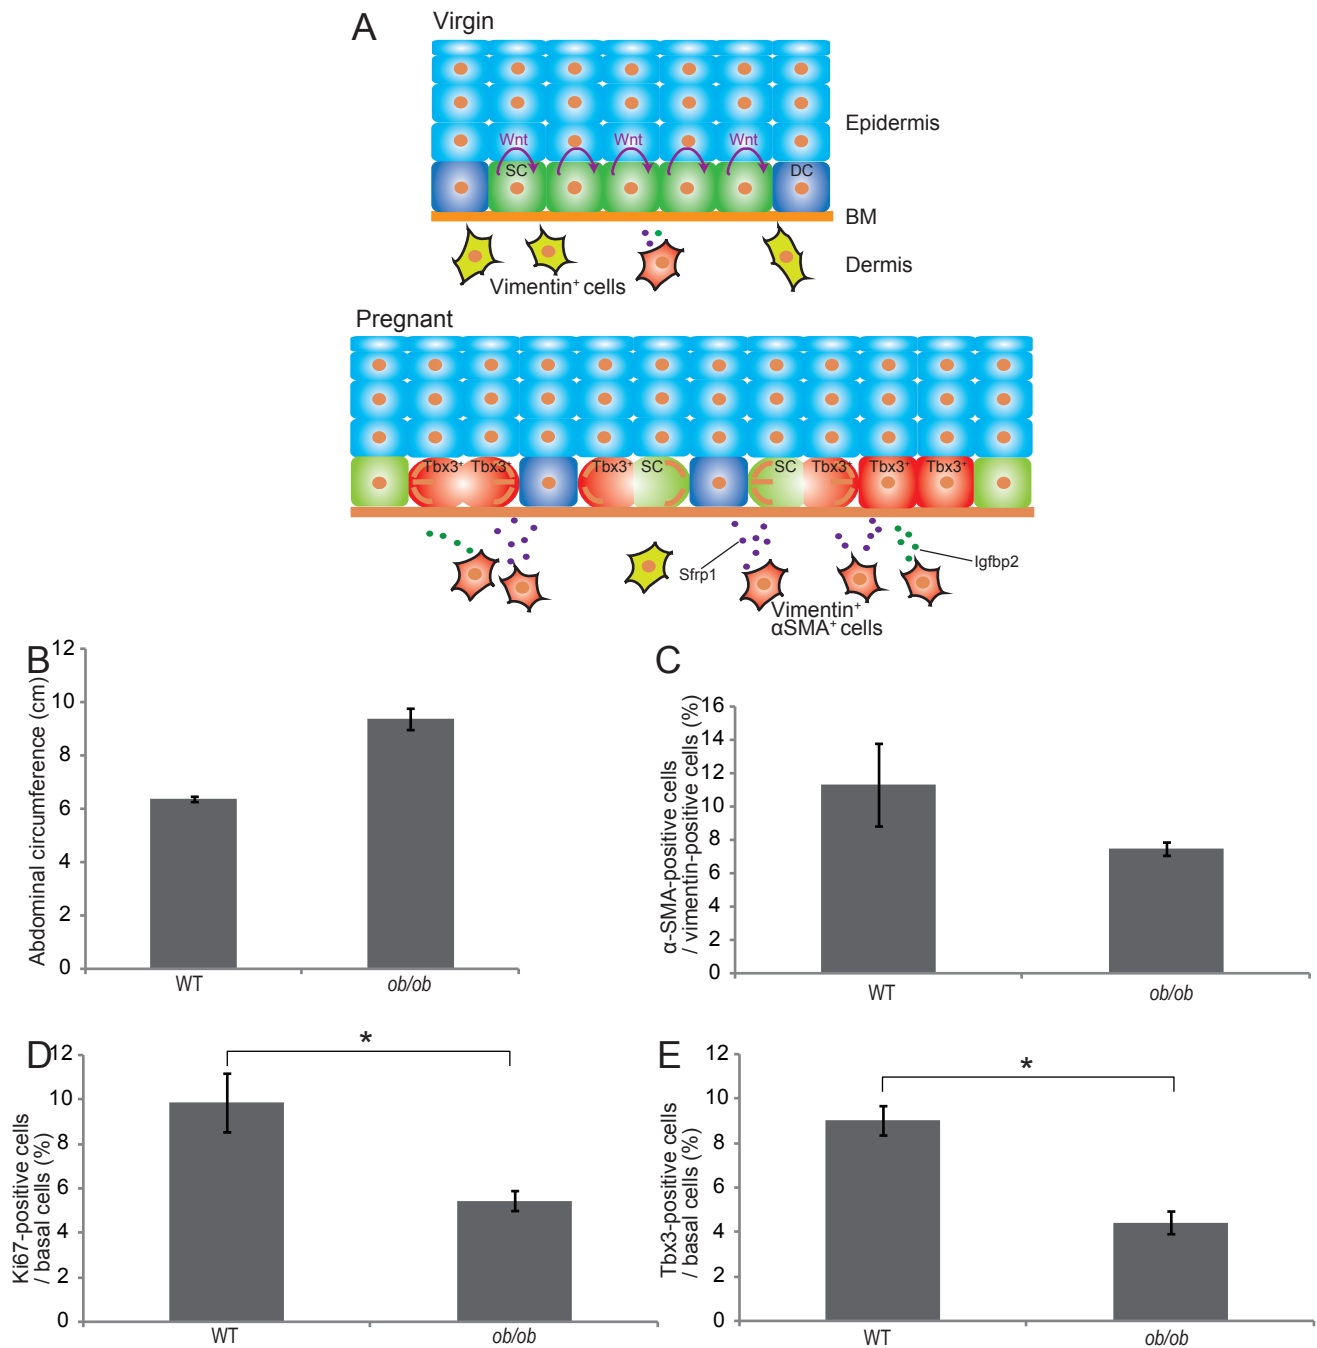 A
Virgin
Wnt Wnt Wnt
SC DC
Epidermis
BM
Dermis
Vimentin⁺ cells
Pregnant
Tbx3⁺ Tbx3⁺ Tbx3⁺ SC SC Tbx3⁺ Tbx3⁺ Tbx3⁺
Sfrp1
Igfbp2
Vimentin⁺
αSMA⁺ cells
B
Abdominal circumference (cm)
12
10
8
6
4
2
0
WT ob/ob
C
α-SMA-positive cells
/ vimentin-positive cells (%)
16
14
12
10
8
6
4
2
0
WT ob/ob
D
Ki67-positive cells
/ basal cells (%)
12
10
8
6
4
2
0
*
WT ob/ob
E
Tbx3-positive cells
/ basal cells (%)
12
10
8
6
4
2
0
*
WT ob/ob